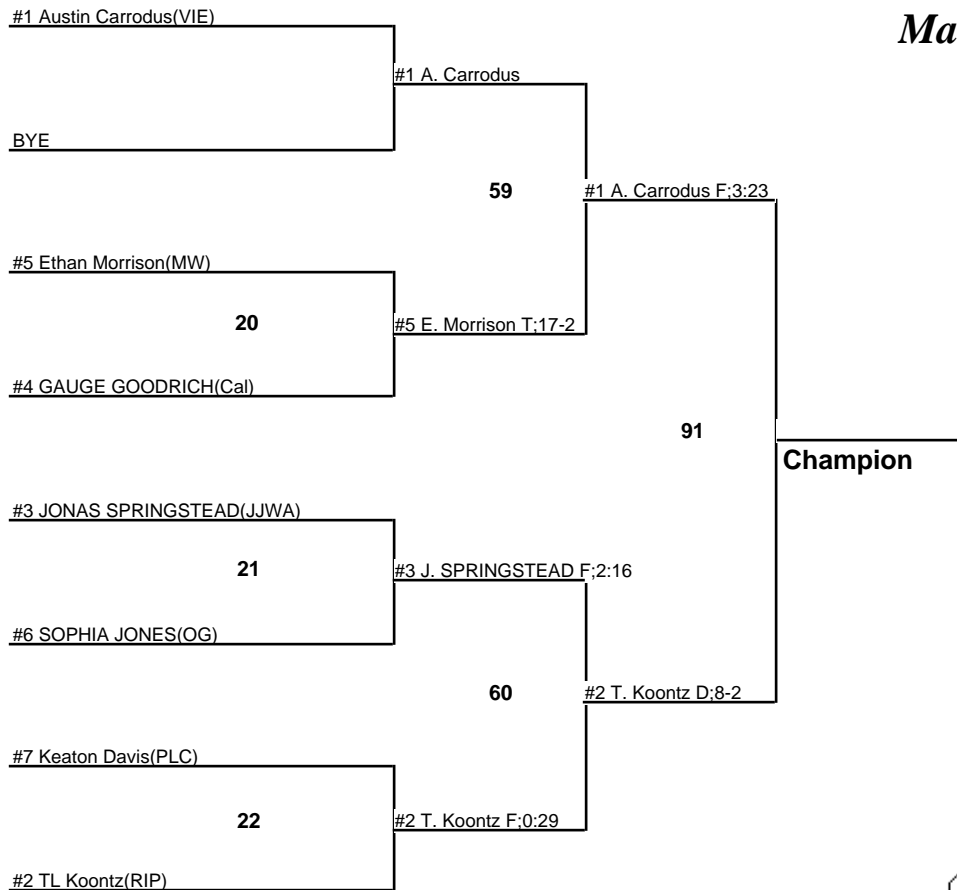 #1 Austin Carrodus(VIE)
Ma
#1 A. Carrodus
BYE
59
#1 A. Carrodus F;3:23
#5 Ethan Morrison(MW)
20
#5 E. Morrison T;17-2
#4 GAUGE GOODRICH(Cal)
91
Champion
#3 JONAS SPRINGSTEAD(JJWA)
21
#3 J. SPRINGSTEAD F;2:16
#6 SOPHIA JONES(OG)
60
#2 T. Koontz D;8-2
#7 Keaton Davis(PLC)
22
#2 T. Koontz F;0:29
#2 TL Koontz(RIP)